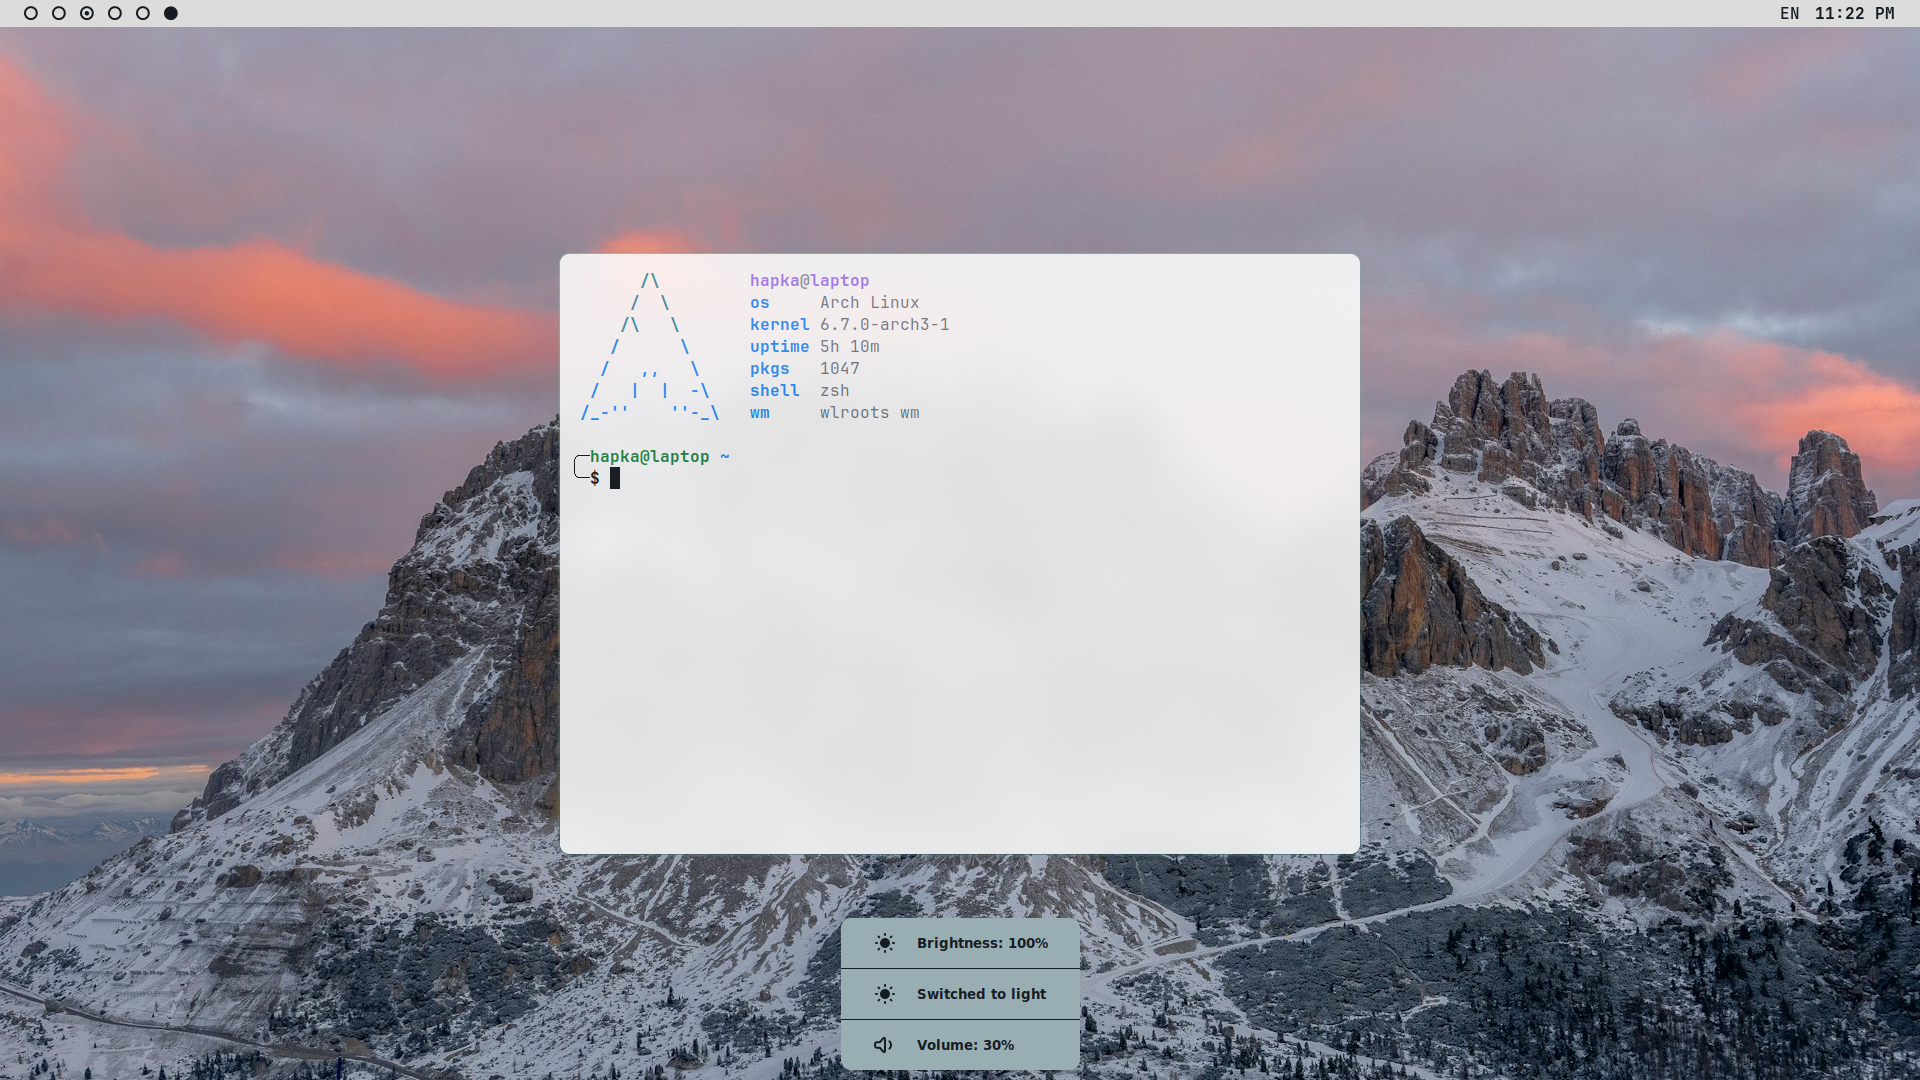 EN 11:22 PM
/\ hapka@laptop
/ \ os Arch Linux
/\ \ kernel 6.7.0-arch3-1
/ \ uptime 5h 10m
/ ,, \ pkgs 1047
/ | | -\ shell zsh
/_-'' ''-_\ wm wlroots wm
hapka@laptop ~
$
Brightness: 100%
Switched to light
Volume: 30%